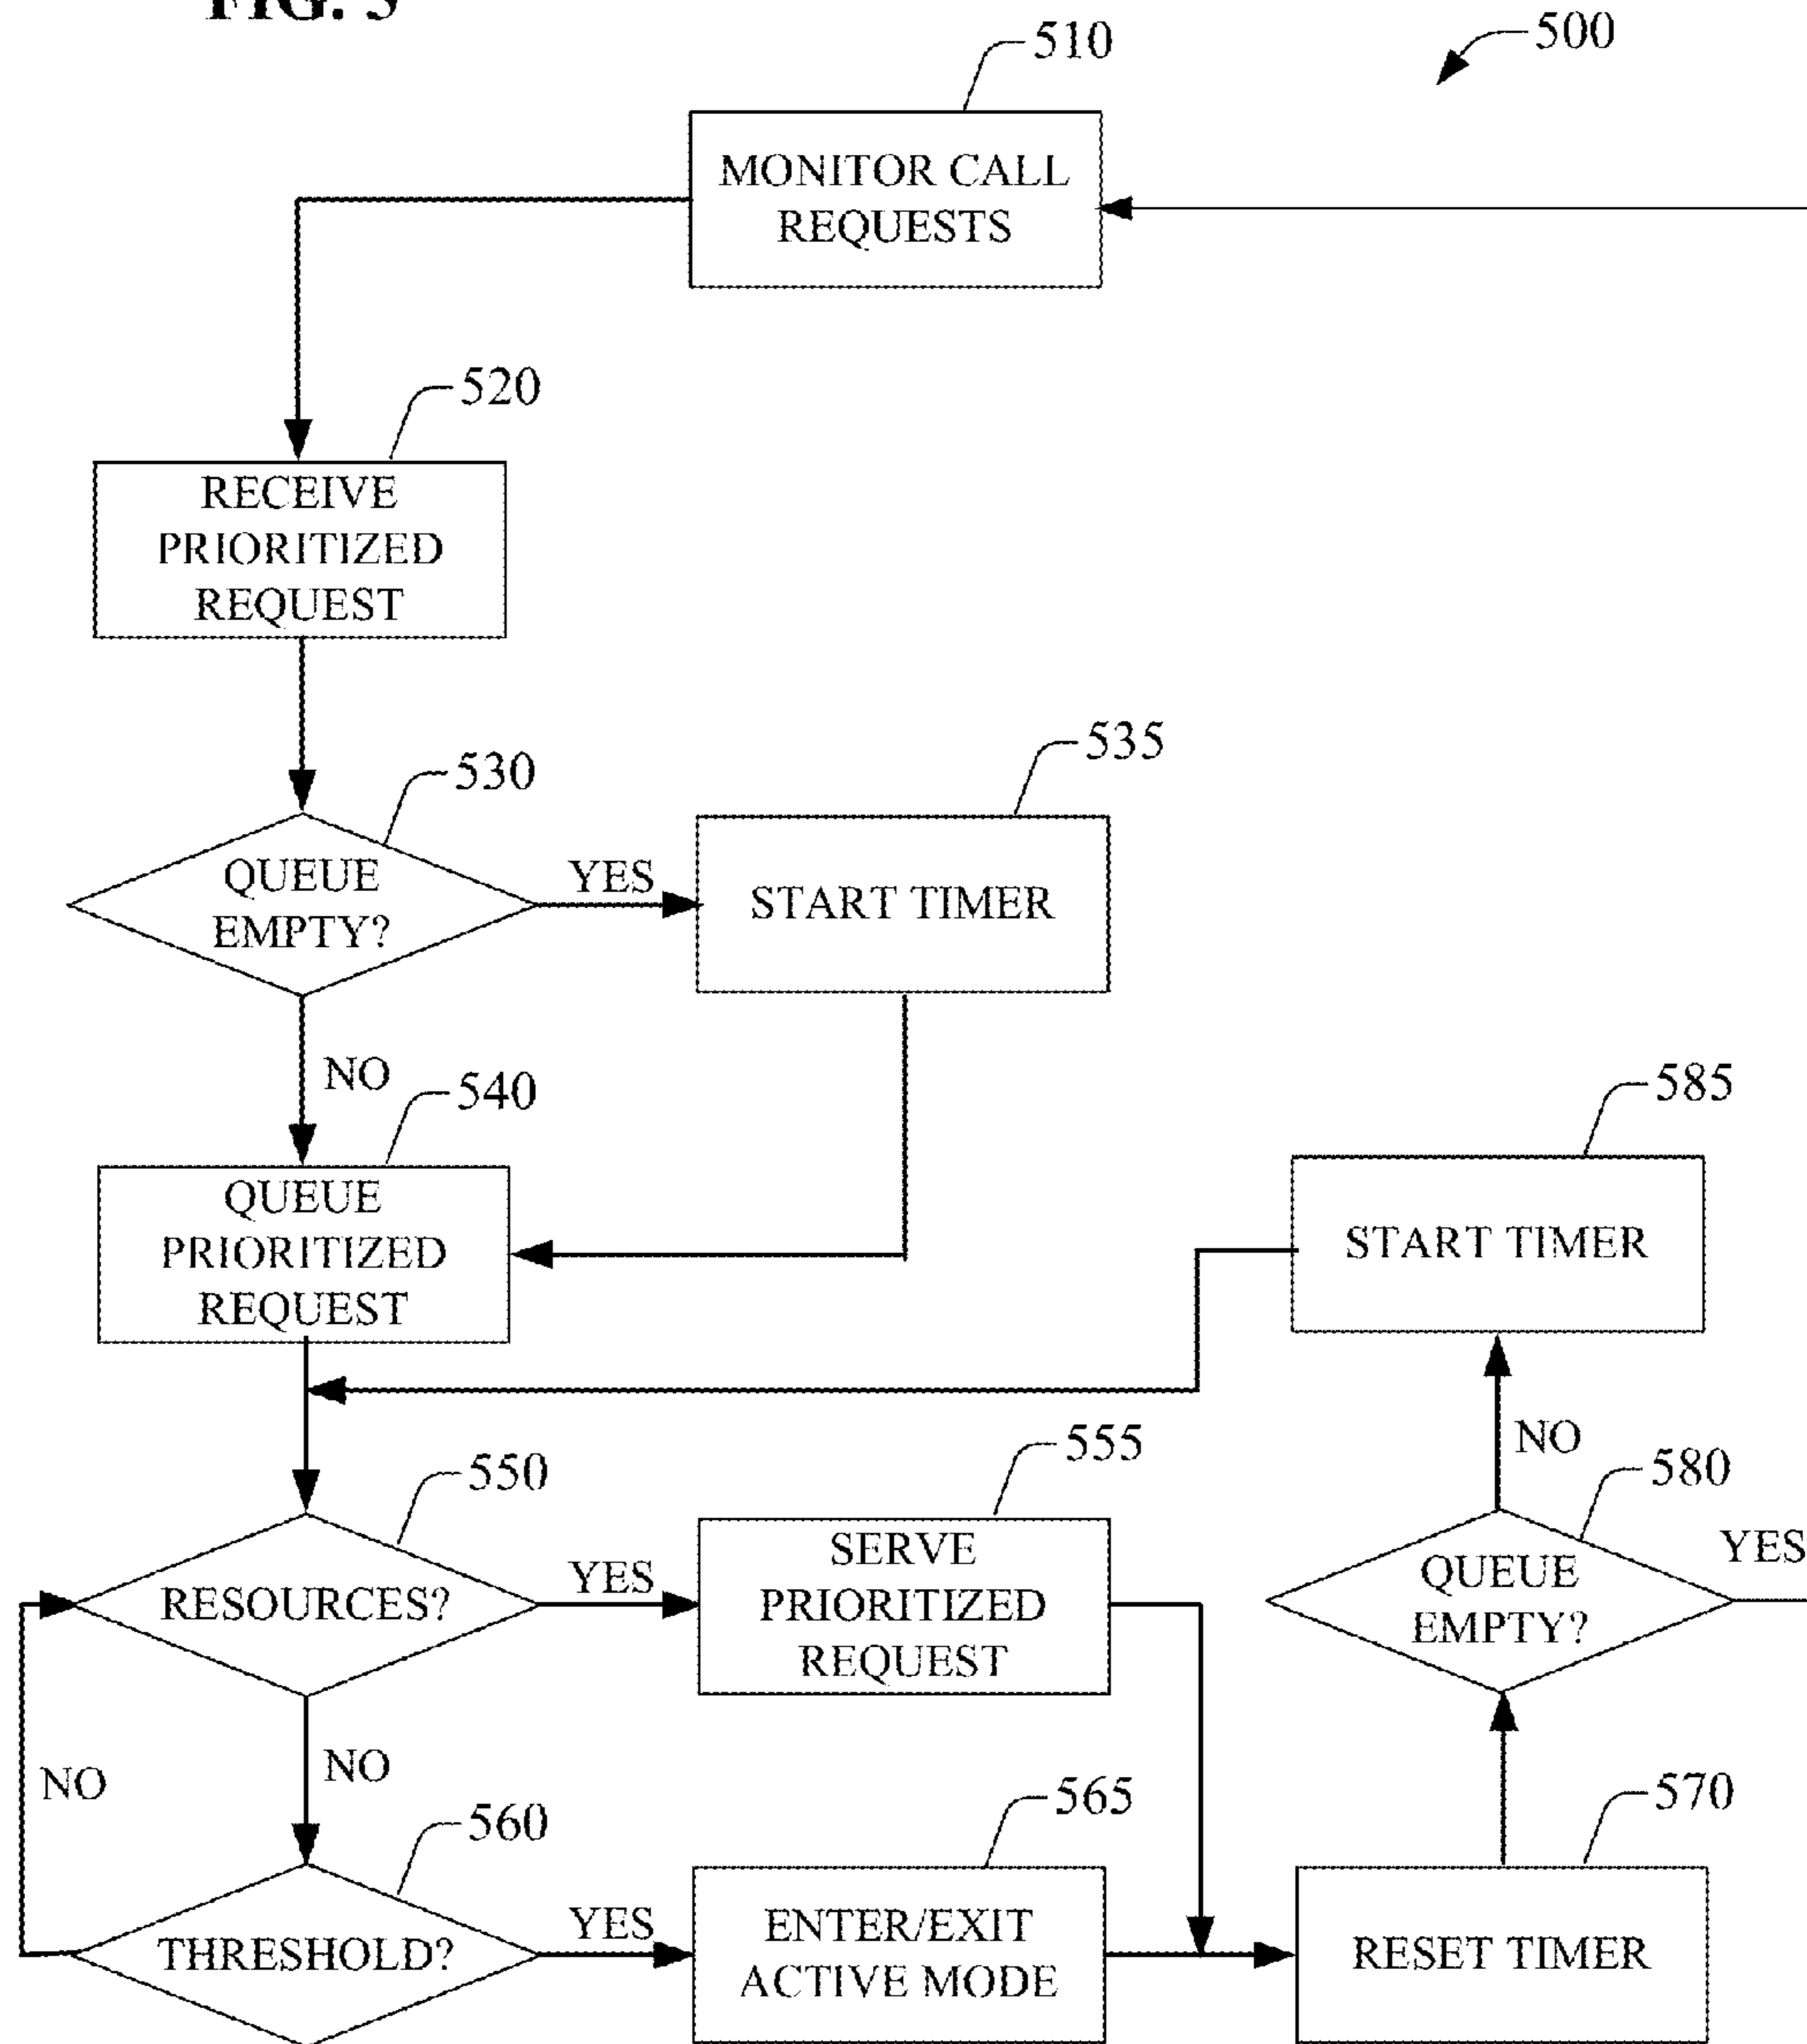 510
500
MONITOR CALL
REQUESTS
520
RECEIVE
PRIORITIZED
REQUEST
530
535
QUEUE
EMPTY?
YES
START TIMER
NO
540
585
QUEUE
PRIORITIZED
REQUEST
START TIMER
NO
550
555
580
RESOURCES?
YES
SERVE
PRIORITIZED
REQUEST
QUEUE
EMPTY?
YES
NO
NO
560
565
570
THRESHOLD?
YES
ENTER/EXIT
ACTIVE MODE
RESET TIMER